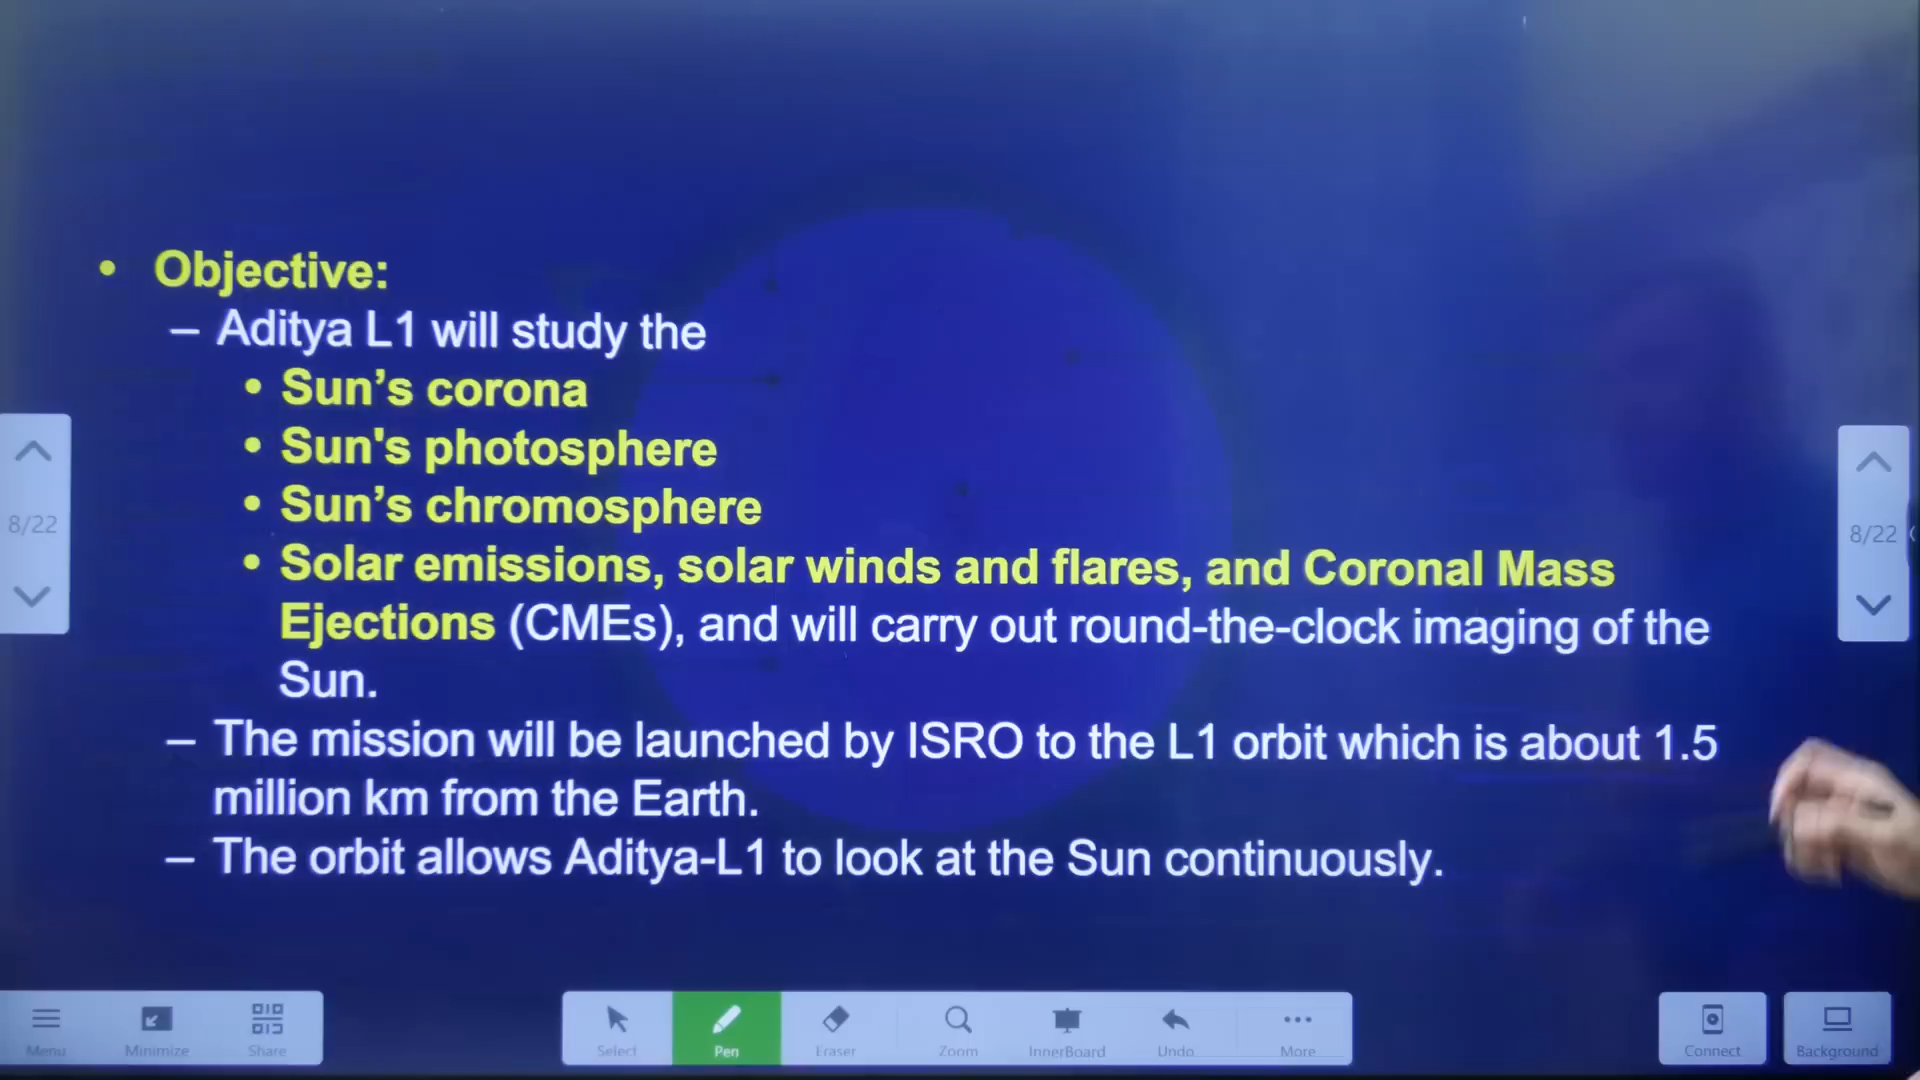 • Objective:
– Aditya L1 will study the
• Sun’s corona
• Sun's photosphere
• Sun’s chromosphere
• Solar emissions, solar winds and flares, and Coronal Mass
Ejections (CMEs), and will carry out round-the-clock imaging of the
Sun.
– The mission will be launched by ISRO to the L1 orbit which is about 1.5
million km from the Earth.
– The orbit allows Aditya-L1 to look at the Sun continuously.
8/22
8/22
Menu Minimize Share Select Pen Eraser Zoom InnerBoard Undo More Connect Background